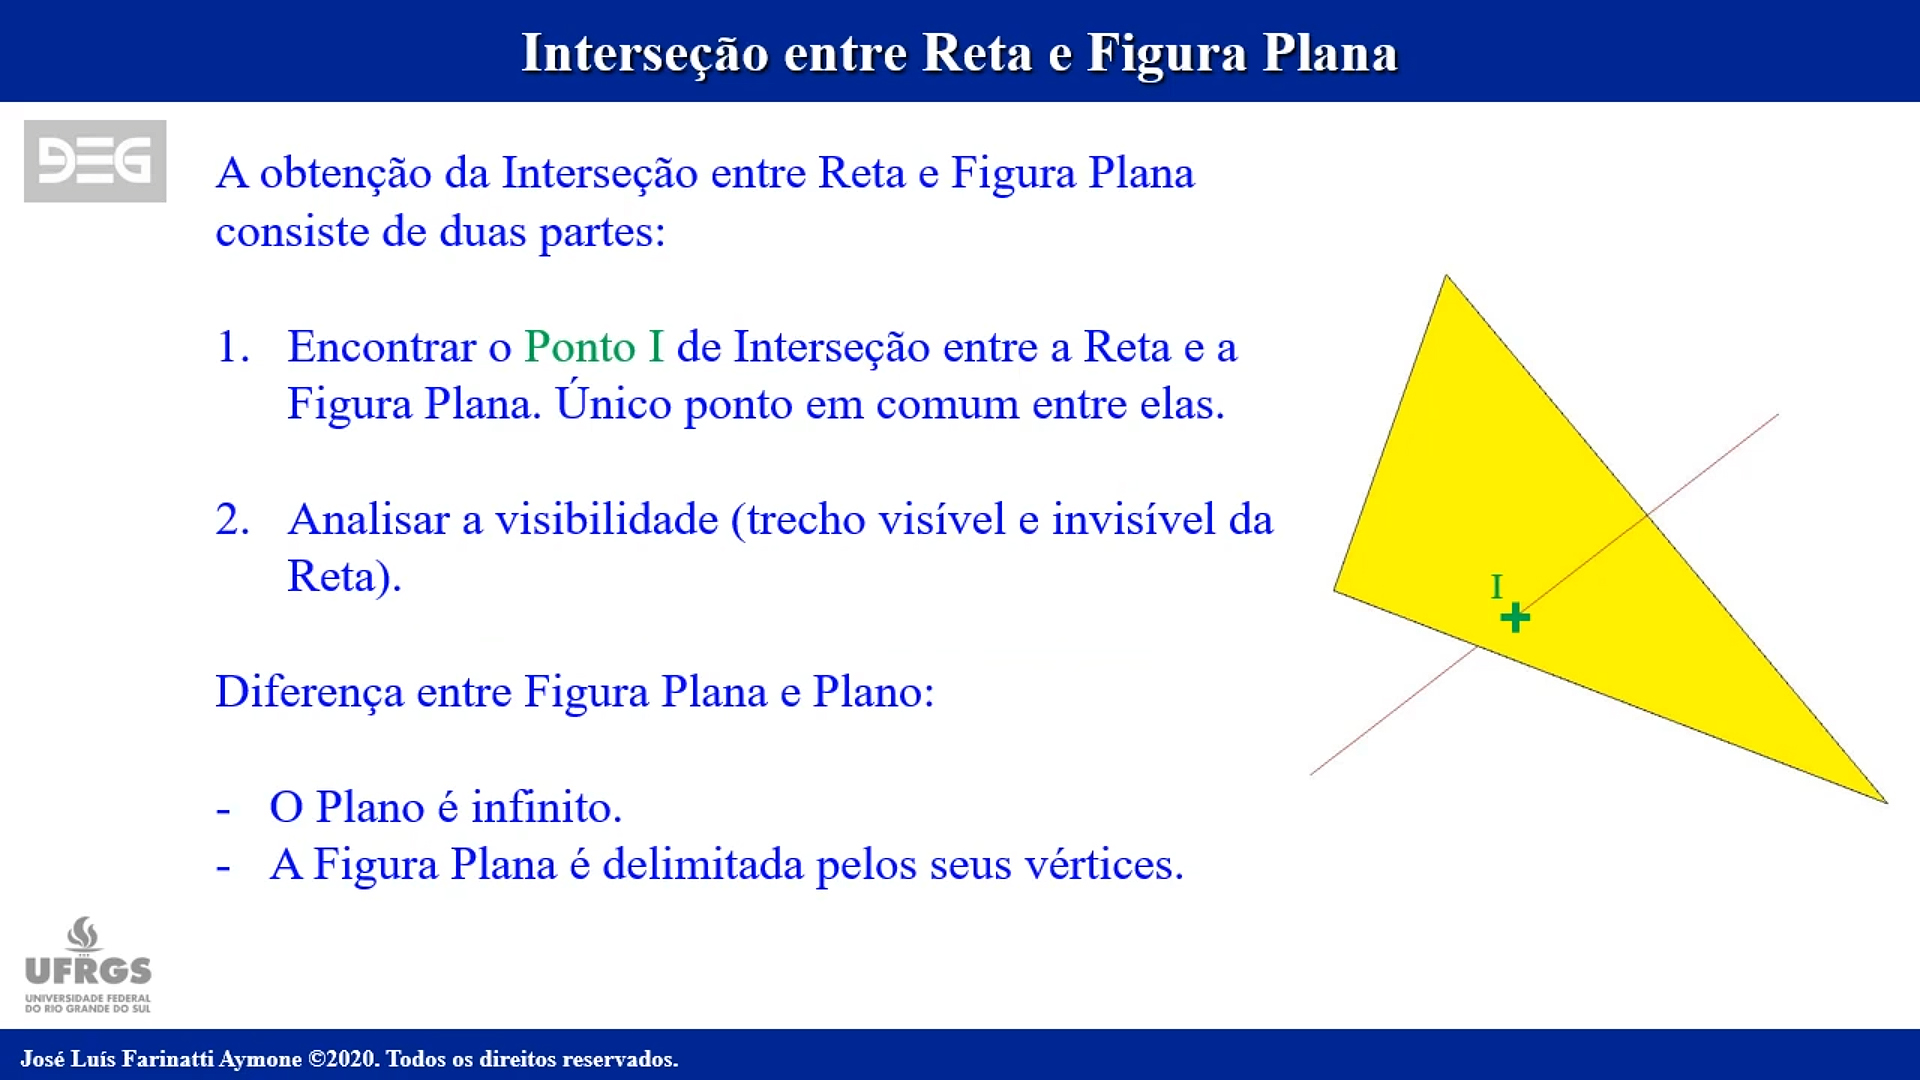 Interseção entre Reta e Figura Plana
DEG
A obtenção da Interseção entre Reta e Figura Plana
consiste de duas partes:
1. Encontrar o Ponto I de Interseção entre a Reta e a
Figura Plana. Único ponto em comum entre elas.
2. Analisar a visibilidade (trecho visível e invisível da
Reta).
I
Diferença entre Figura Plana e Plano:
- O Plano é infinito.
- A Figura Plana é delimitada pelos seus vértices.
UFRGS
UNIVERSIDADE FEDERAL
DO RIO GRANDE DO SUL
José Luís Farinatti Aymone ©2020. Todos os direitos reservados.